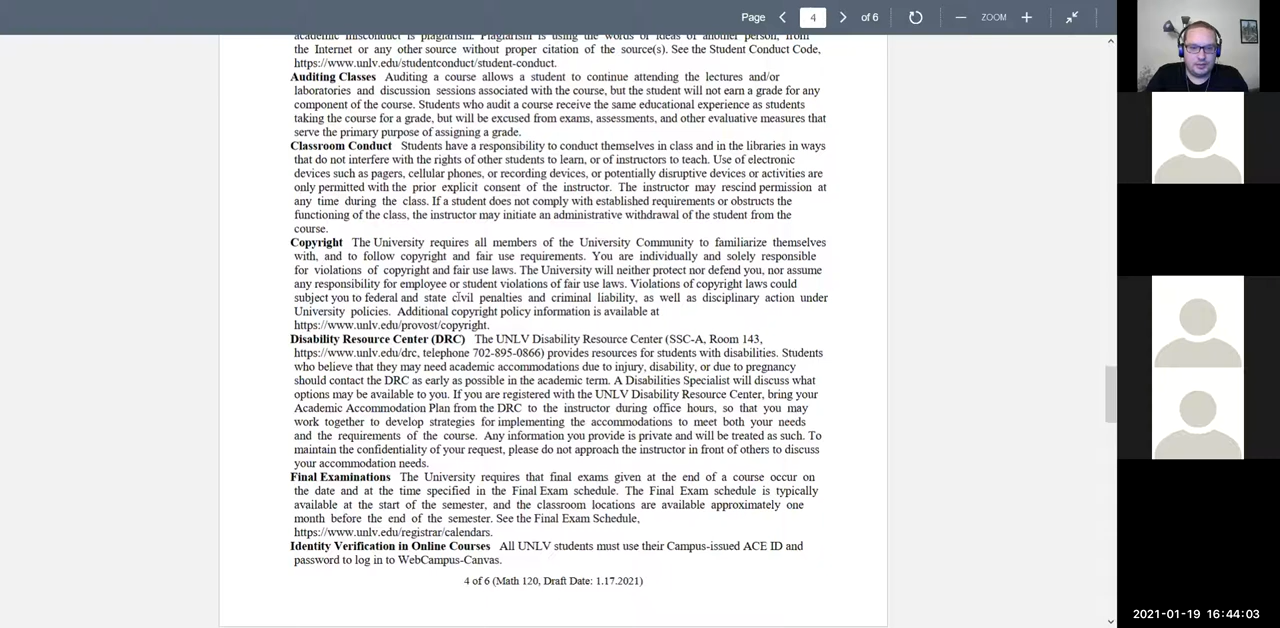 Page 4 of 6 ZOOM
academic misconduct is plagiarism. Plagiarism is using the words or ideas of another person, from
the Internet or any other source without proper citation of the source(s). See the Student Conduct Code,
https://www.unlv.edu/studentconduct/student-conduct.
Auditing Classes Auditing a course allows a student to continue attending the lectures and/or
laboratories and discussion sessions associated with the course, but the student will not earn a grade for any
component of the course. Students who audit a course receive the same educational experience as students
taking the course for a grade, but will be excused from exams, assessments, and other evaluative measures that
serve the primary purpose of assigning a grade.
Classroom Conduct Students have a responsibility to conduct themselves in class and in the libraries in ways
that do not interfere with the rights of other students to learn, or of instructors to teach. Use of electronic
devices such as pagers, cellular phones, or recording devices, or potentially disruptive devices or activities are
only permitted with the prior explicit consent of the instructor. The instructor may rescind permission at
any time during the class. If a student does not comply with established requirements or obstructs the
functioning of the class, the instructor may initiate an administrative withdrawal of the student from the
course.
Copyright The University requires all members of the University Community to familiarize themselves
with, and to follow copyright and fair use requirements. You are individually and solely responsible
for violations of copyright and fair use laws. The University will neither protect nor defend you, nor assume
any responsibility for employee or student violations of fair use laws. Violations of copyright laws could
subject you to federal and state civil penalties and criminal liability, as well as disciplinary action under
University policies. Additional copyright policy information is available at
https://www.unlv.edu/provost/copyright.
Disability Resource Center (DRC) The UNLV Disability Resource Center (SSC-A, Room 143,
https://www.unlv.edu/drc, telephone 702-895-0866) provides resources for students with disabilities. Students
who believe that they may need academic accommodations due to injury, disability, or due to pregnancy
should contact the DRC as early as possible in the academic term. A Disabilities Specialist will discuss what
options may be available to you. If you are registered with the UNLV Disability Resource Center, bring your
Academic Accommodation Plan from the DRC to the instructor during office hours, so that you may
work together to develop strategies for implementing the accommodations to meet both your needs
and the requirements of the course. Any information you provide is private and will be treated as such. To
maintain the confidentiality of your request, please do not approach the instructor in front of others to discuss
your accommodation needs.
Final Examinations The University requires that final exams given at the end of a course occur on
the date and at the time specified in the Final Exam schedule. The Final Exam schedule is typically
available at the start of the semester, and the classroom locations are available approximately one
month before the end of the semester. See the Final Exam Schedule,
https://www.unlv.edu/registrar/calendars.
Identity Verification in Online Courses All UNLV students must use their Campus-issued ACE ID and
password to log in to WebCampus-Canvas.
4 of 6 (Math 120, Draft Date: 1.17.2021)
2021-01-19 16:44:03